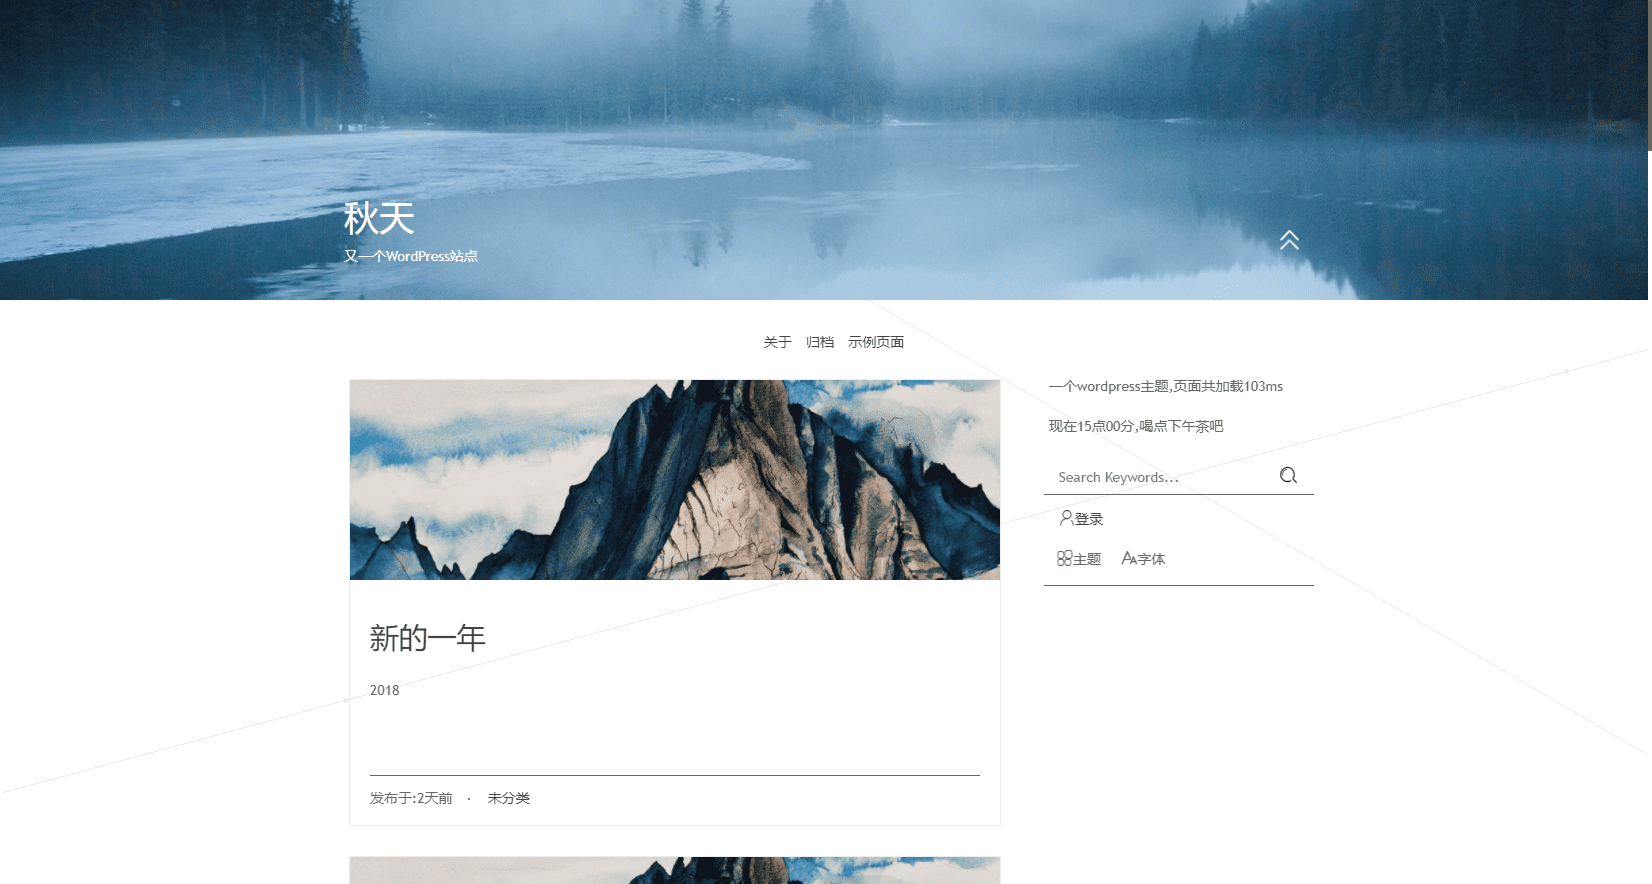 秋天
又一个WordPress站点
关于 归档 示例页面
新的一年
2018
发布于:2天前 · 未分类
一个wordpress主题,页面共加载103ms
现在15点00分,喝点下午茶吧
Search Keywords...
登录
主题 字体